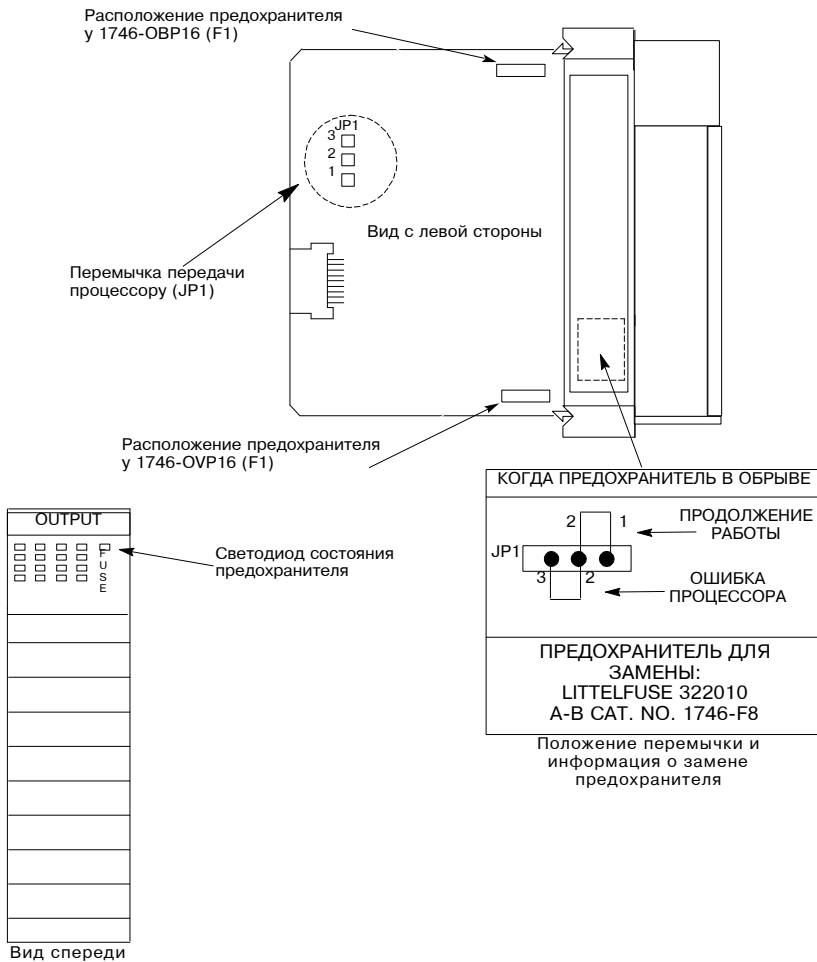 Расположение предохранителя
у 1746-OBP16 (F1)
JP1
3
2
1
Вид с левой стороны
Перемычка передачи
процессору (JP1)
Расположение предохранителя
у 1746-OVP16 (F1)
OUTPUT
FUSE
Светодиод состояния
предохранителя
Вид спереди
КОГДА ПРЕДОХРАНИТЕЛЬ В ОБРЫВЕ
2 1
ПРОДОЛЖЕНИЕ
РАБОТЫ
JP1
3 2
ОШИБКА
ПРОЦЕССОРА
ПРЕДОХРАНИТЕЛЬ ДЛЯ
ЗАМЕНЫ:
LITTELFUSE 322010
A-B CAT. NO. 1746-F8
Положение перемычки и
информация о замене
предохранителя